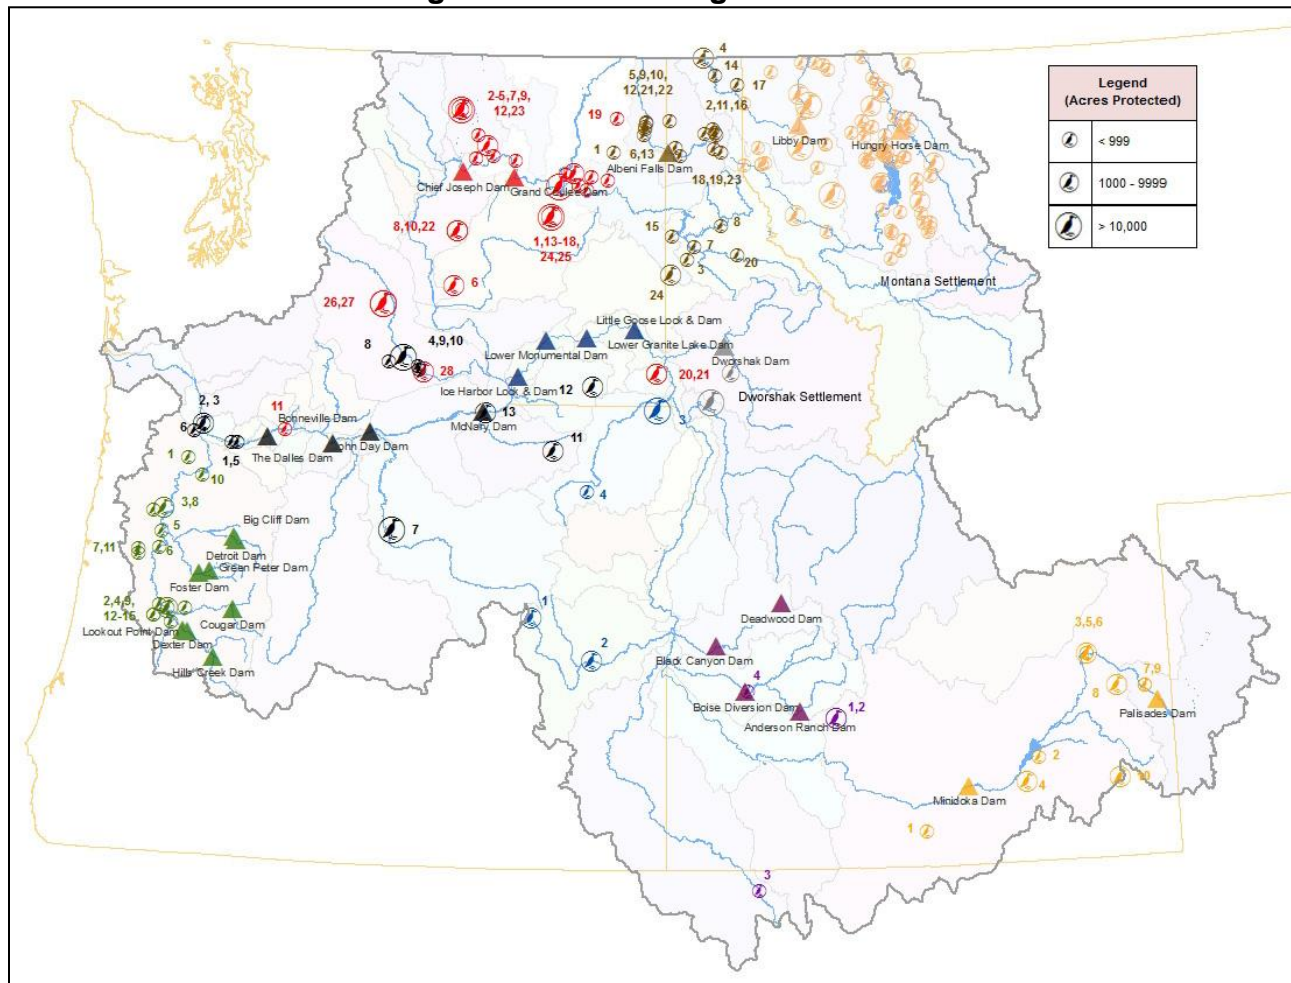 4
14
17
5,9,10,
12,21,22
2,11,16
Legend
(Acres Protected)
< 999
1000 - 9999
> 10,000
2-5,7,9,
12,23
19
1
6,13
Albeni Falls Dam
Libby Dam
Hungry Horse Dam
Chief Joseph Dam
Grand Coulee Dam
18,19,23
8,10,22
1,13-18,
24,25
15
8
7
20
3
24
6
26,27
Montana Settlement
Little Goose Lock & Dam
Lower Granite Lake Dam
Lower Monumental Dam
Dworshak Dam
8
4,9,10
28
Ice Harbor Lock & Dam
12
20,21
Dworshak Settlement
3
2, 3
6
11
Bonneville Dam
13
McNary Dam
The Dalles Dam
John Day Dam
1,5
1
10
11
4
3,8
5
7,11
6
Big Cliff Dam
Detroit Dam
Green Peter Dam
Foster Dam
7
2,4,9,
12-15
Cougar Dam
Lookout Point Dam
Dexter Dam
Hills Creek Dam
1
2
Deadwood Dam
Black Canyon Dam
4
Boise Diversion Dam
Anderson Ranch Dam
1,2
3,5,6
7,9
8
Palisades Dam
2
4
10
Minidoka Dam
1
3